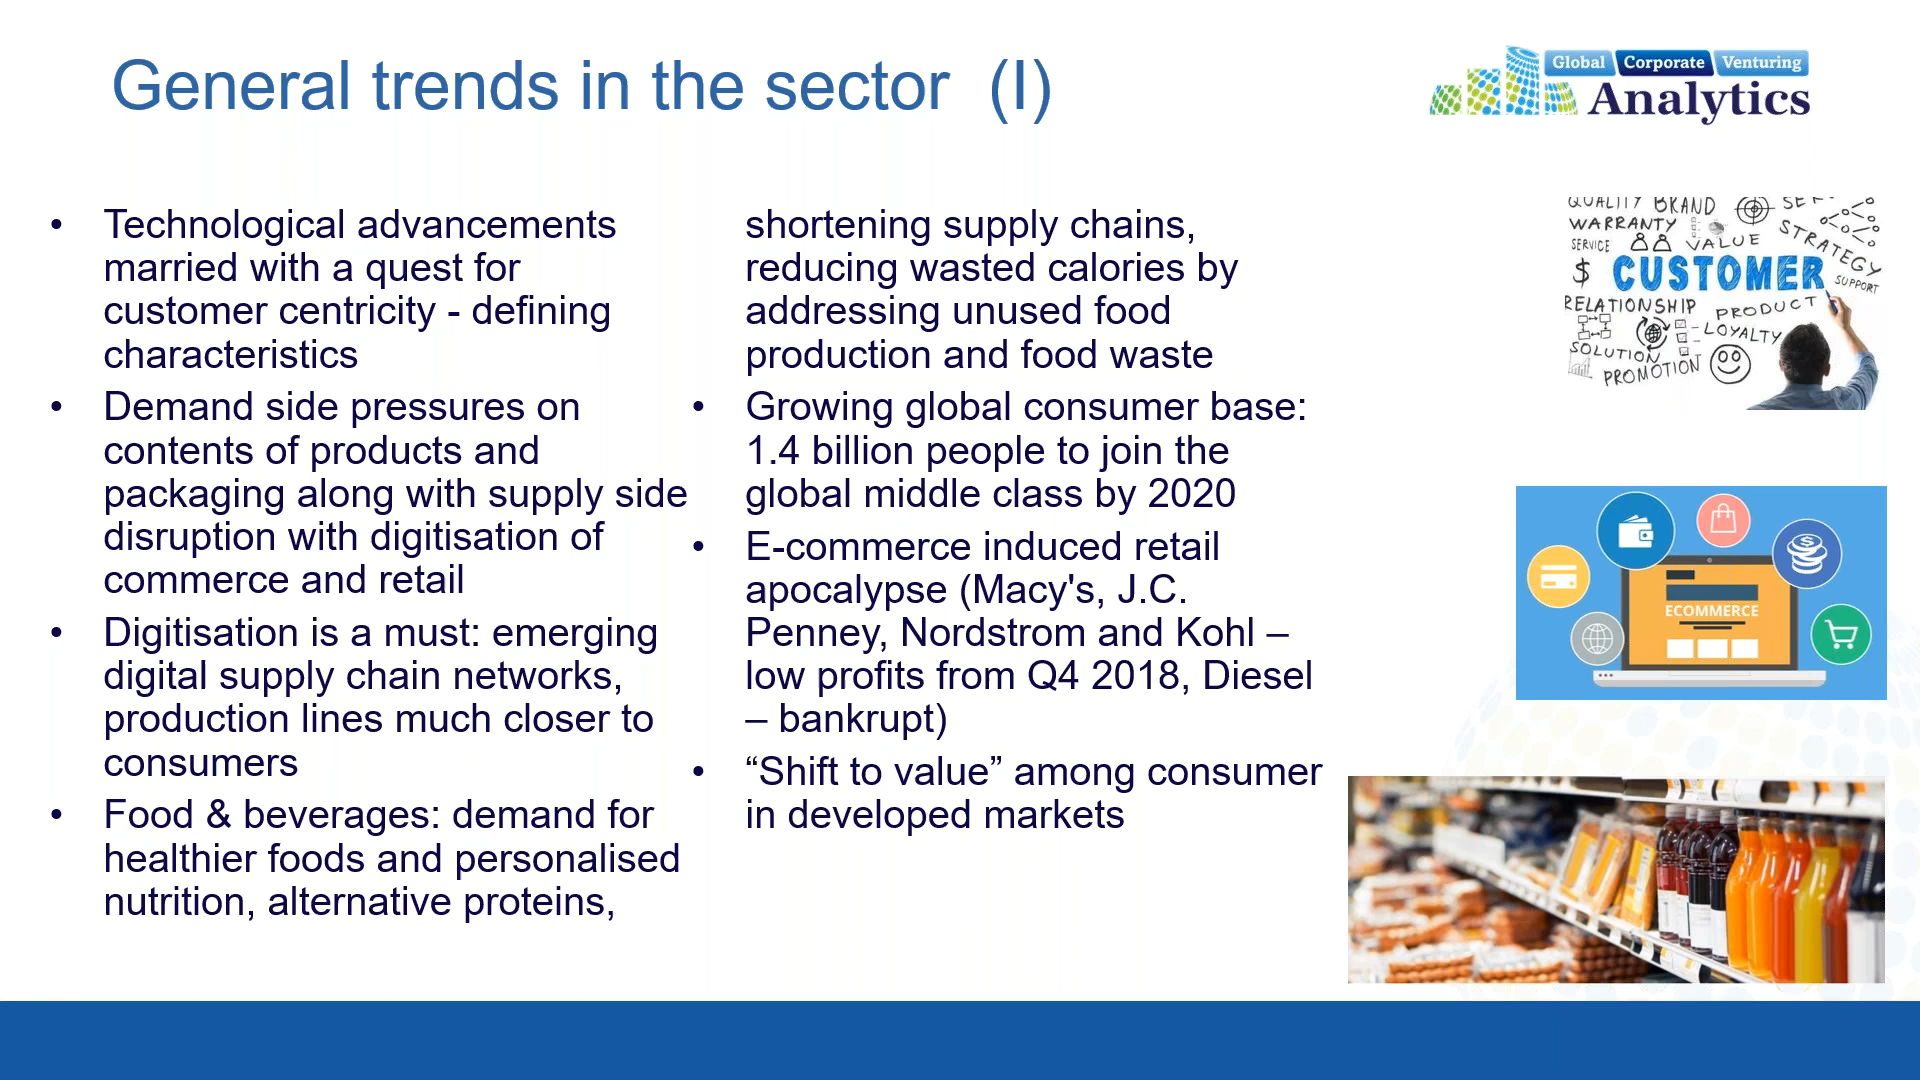 General trends in the sector (I)
Global Corporate Venturing
Analytics
• Technological advancements
married with a quest for
customer centricity - defining
characteristics
• Demand side pressures on
contents of products and
packaging along with supply side
disruption with digitisation of
commerce and retail
• Digitisation is a must: emerging
digital supply chain networks,
production lines much closer to
consumers
• Food & beverages: demand for
healthier foods and personalised
nutrition, alternative proteins,
shortening supply chains,
reducing wasted calories by
addressing unused food
production and food waste
• Growing global consumer base:
1.4 billion people to join the
global middle class by 2020
• E-commerce induced retail
apocalypse (Macy's, J.C.
Penney, Nordstrom and Kohl –
low profits from Q4 2018, Diesel
– bankrupt)
• “Shift to value” among consumer
in developed markets
QUALITY BRAND
WARRANTY
SERVICE
VALUE
STRATEGY
$ CUSTOMER
SUPPORT
RELATIONSHIP
PRODUCT
LOYALTY
SOLUTION
PROMOTION
ECOMMERCE